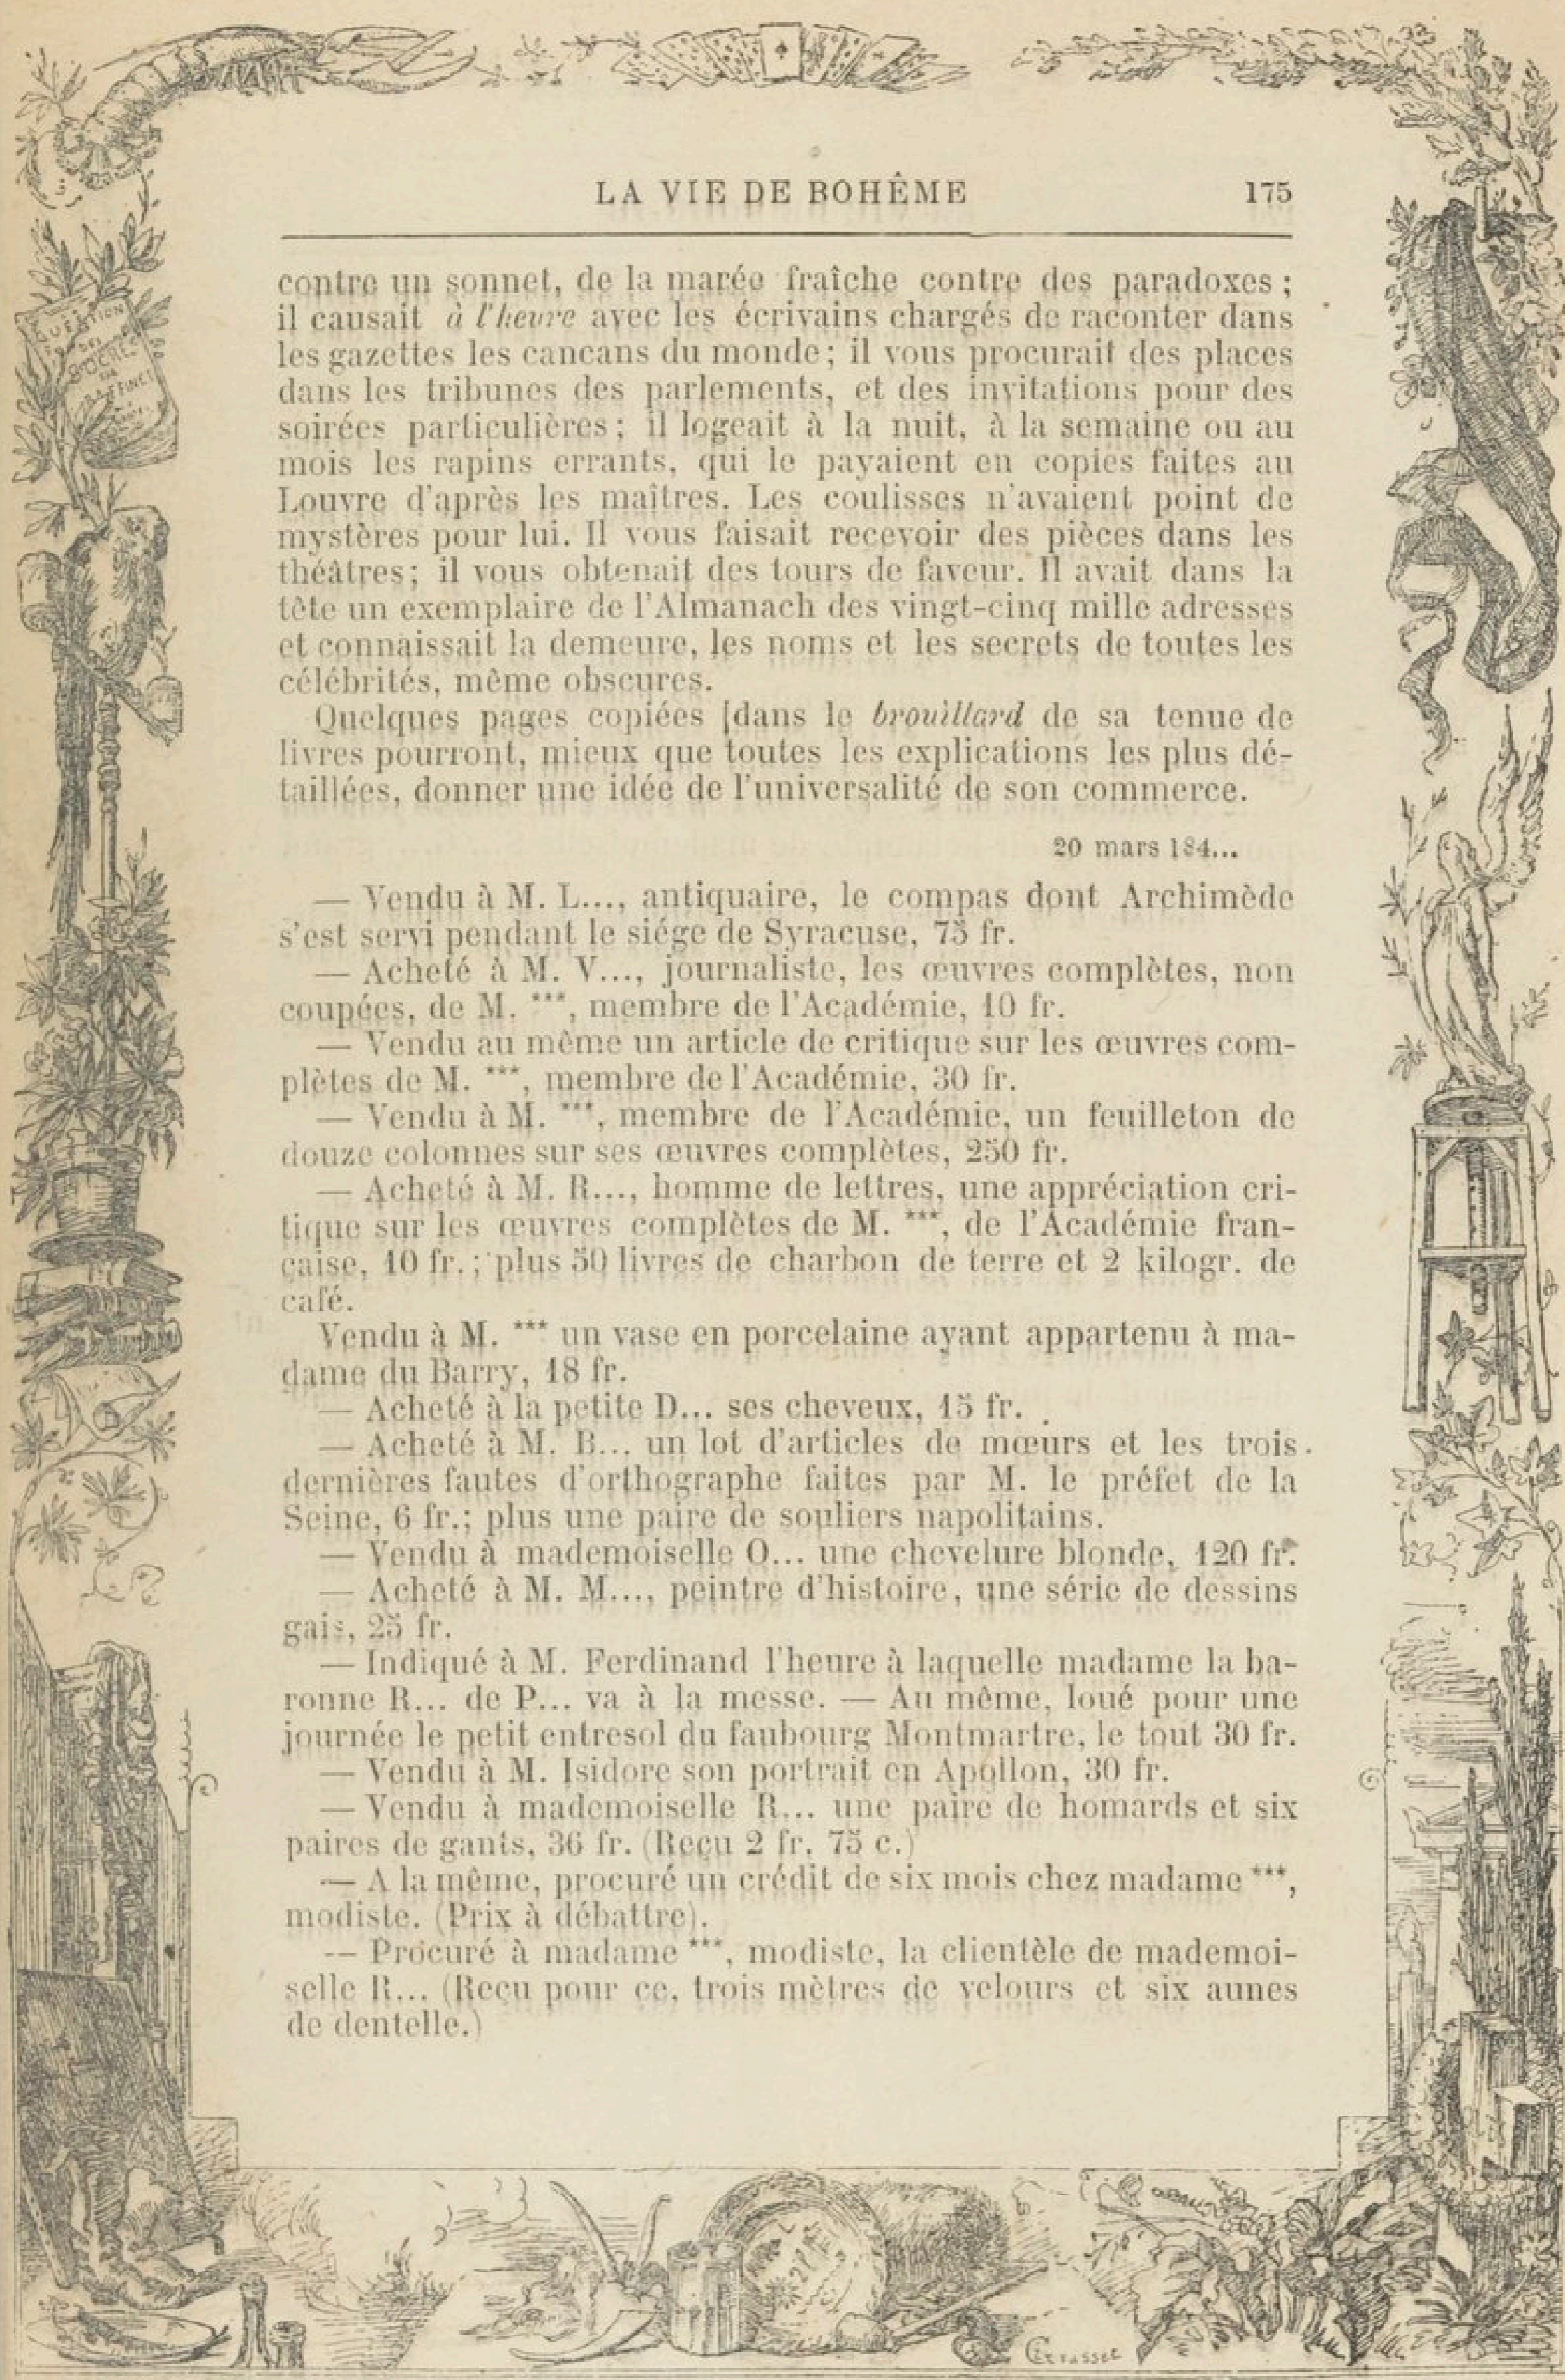 LA VIE DE BOHÊME 175
contre un sonnet, de la marée fraîche contre des paradoxes ;
il causait à l'heure avec les écrivains chargés de raconter dans
les gazettes les cancans du monde; il vous procurait des places
dans les tribunes des parlements, et des invitations pour des
soirées particulières; il logeait à la nuit, à la semaine ou au
mois les rapins errants, qui le payaient en copies faites au
Louvre d'après les maîtres. Les coulisses n'avaient point de
mystères pour lui. Il vous faisait recevoir des pièces dans les
théâtres; il vous obtenait des tours de faveur. Il avait dans la
tête un exemplaire de l'Almanach des vingt-cinq mille adresses
et connaissait la demeure, les noms et les secrets de toutes les
célébrités, même obscures.
Quelques pages copiées [dans le brouillard de sa tenue de
livres pourront, mieux que toutes les explications les plus dé-
taillées, donner une idée de l'universalité de son commerce.
20 mars 184...
— Vendu à M. L..., antiquaire, le compas dont Archimède
s'est servi pendant le siége de Syracuse, 75 fr.
— Acheté à M. V..., journaliste, les œuvres complètes, non
coupées, de M. ***, membre de l'Académie, 10 fr.
— Vendu au même un article de critique sur les œuvres com-
plètes de M. ***, membre de l'Académie, 30 fr.
— Vendu à M. ***, membre de l'Académie, un feuilleton de
douze colonnes sur ses œuvres complètes, 250 fr.
— Acheté à M. R..., homme de lettres, une appréciation cri-
tique sur les œuvres complètes de M. ***, de l'Académie fran-
çaise, 10 fr.; plus 50 livres de charbon de terre et 2 kilogr. de
café.
Vendu à M. *** un vase en porcelaine ayant appartenu à ma-
dame du Barry, 18 fr.
— Acheté à la petite D... ses cheveux, 15 fr.
— Acheté à M. B... un lot d'articles de mœurs et les trois
dernières fautes d'orthographe faites par M. le préfet de la
Seine, 6 fr.; plus une paire de souliers napolitains.
— Vendu à mademoiselle O... une chevelure blonde, 120 fr.
— Acheté à M. M..., peintre d'histoire, une série de dessins
gais, 25 fr.
— Indiqué à M. Ferdinand l'heure à laquelle madame la ba-
ronne R... de P... va à la messe. — Au même, loué pour une
journée le petit entresol du faubourg Montmartre, le tout 30 fr.
— Vendu à M. Isidore son portrait en Apollon, 30 fr.
— Vendu à mademoiselle R... une paire de homards et six
paires de gants, 36 fr. (Reçu 2 fr. 75 c.)
— A la même, procuré un crédit de six mois chez madame ***,
modiste. (Prix à débattre).
— Procuré à madame ***, modiste, la clientèle de mademoi-
selle R... (Reçu pour ce, trois mètres de velours et six aunes
de dentelle.)